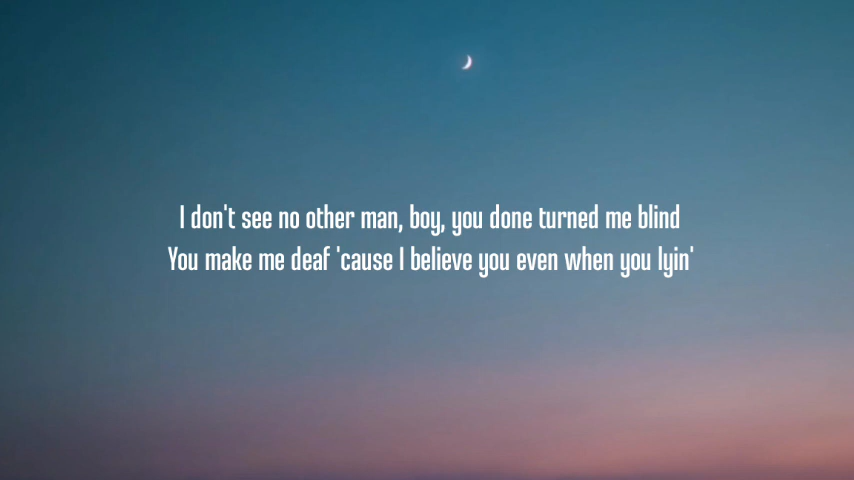 I don't see no other man, boy, you done turned me blind
You make me deaf 'cause I believe you even when you lyin'